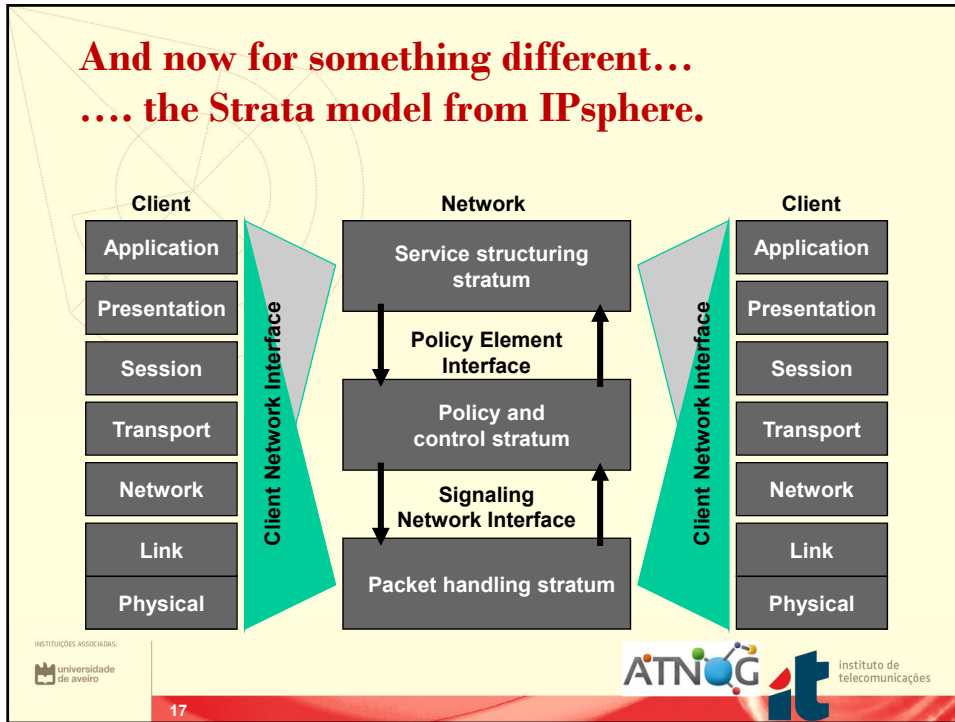 And now for something different…
…. the Strata model from IPsphere.
Client
Application
Presentation
Session
Transport
Network
Link
Physical
Client Network Interface
Network
Service structuring
stratum
Policy Element
Interface
Policy and
control stratum
Signaling
Network Interface
Packet handling stratum
Client Network Interface
Client
Application
Presentation
Session
Transport
Network
Link
Physical
INSTITUIÇÕES ASSOCIADAS:
universidade
de aveiro
ATNOG
it
instituto de
telecomunicações
17